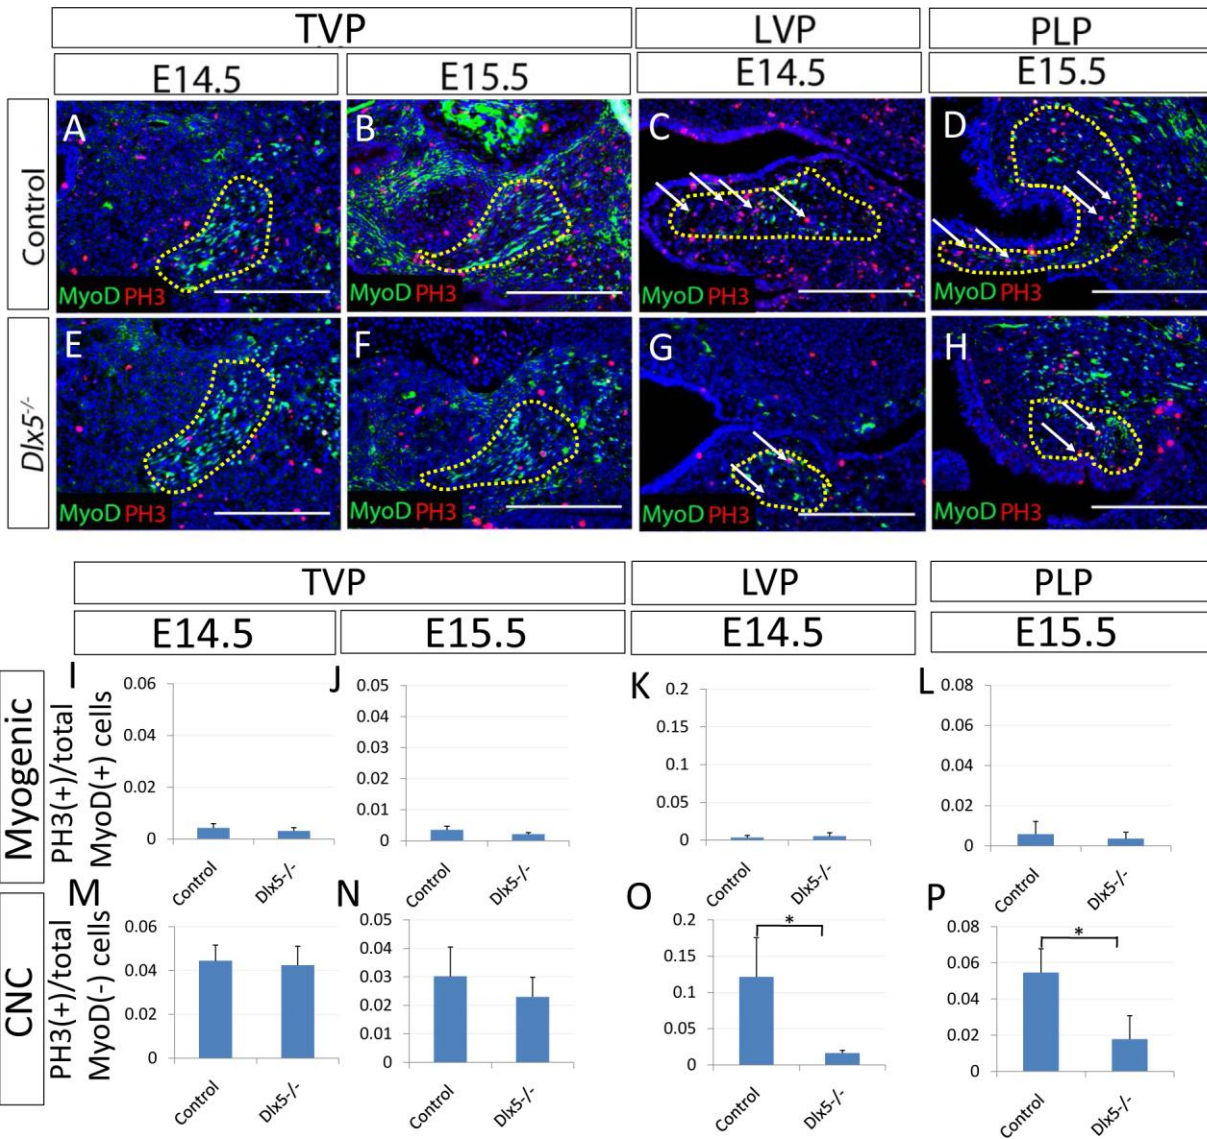 TVP LVP PLP
E14.5 E15.5 E14.5 E15.5
Control
A B C D
MyoD PH3 MyoD PH3 MyoD PH3 MyoD PH3
Dlx5-/-
E F G H
MyoD PH3 MyoD PH3 MyoD PH3 MyoD PH3
TVP LVP PLP
E14.5 E15.5 E14.5 E15.5
Myogenic
PH3(+)/total
MyoD(+) cells
I
0.06
0.04
0.02
0
Control Dlx5-/-
J
0.05
0.04
0.03
0.02
0.01
0
Control Dlx5-/-
K
0.2
0.15
0.1
0.05
0
Control Dlx5-/-
L
0.08
0.06
0.04
0.02
0
Control Dlx5-/-
CNC
PH3(+)/total
MyoD(-) cells
M
0.06
0.04
0.02
0
Control Dlx5-/-
N
0.05
0.04
0.03
0.02
0.01
0
Control Dlx5-/-
O
0.2
0.15
0.1
0.05
0
*
Control Dlx5-/-
P
0.08
0.06
0.04
0.02
0
*
Control Dlx5-/-